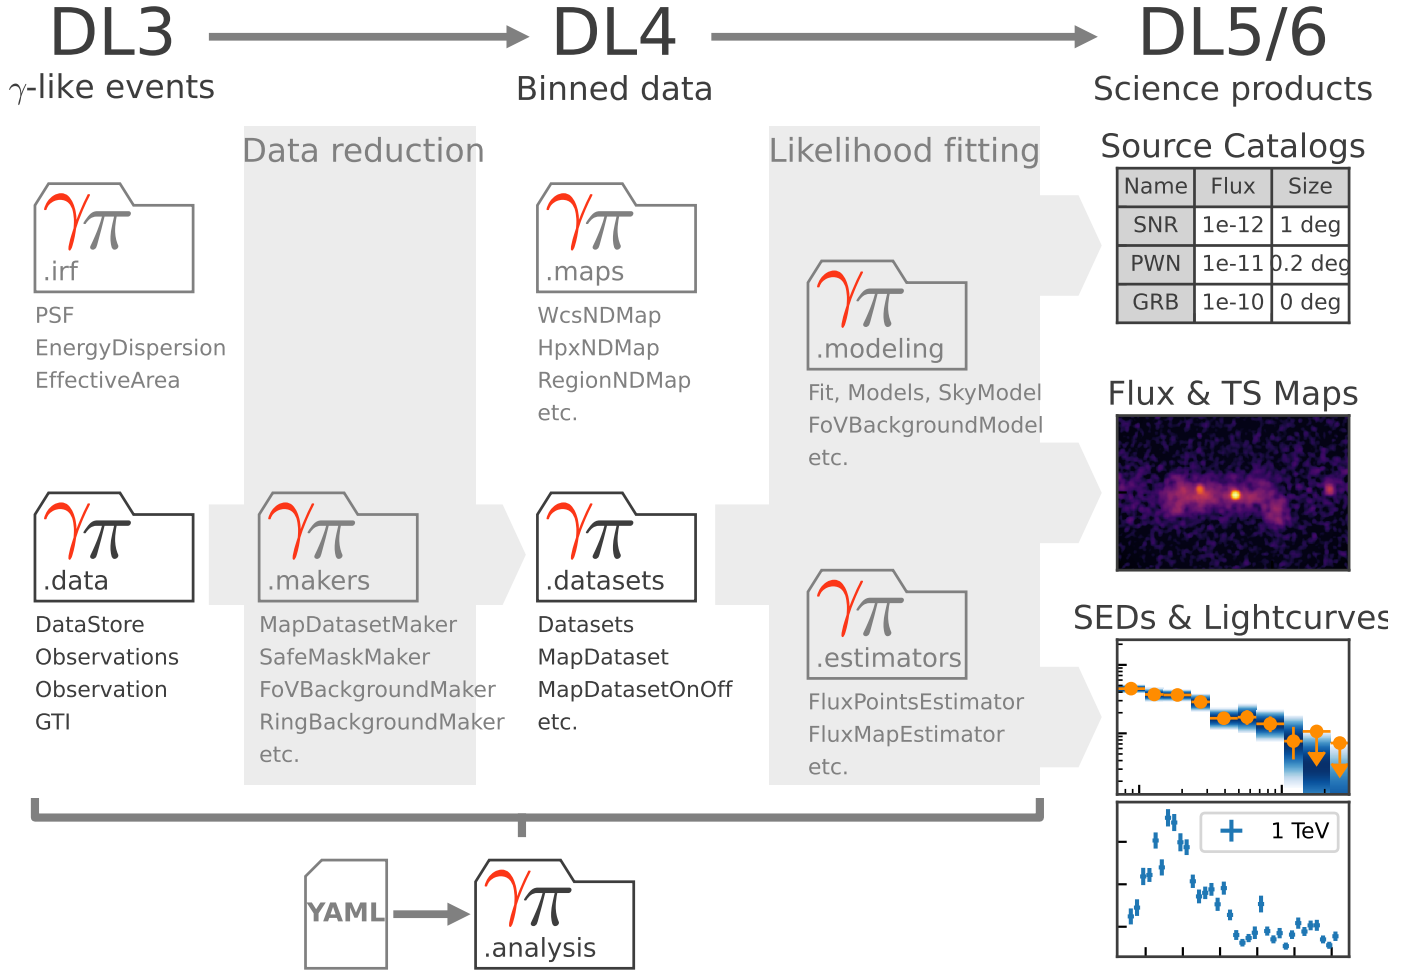 DL3
DL4
DL5/6
γ-like events
Binned data
Science products
Data reduction
Likelihood fitting
γπ
.irf
PSF
EnergyDispersion
EffectiveArea
γπ
.data
DataStore
Observations
Observation
GTI
γπ
.makers
MapDatasetMaker
SafeMaskMaker
FoVBackgroundMaker
RingBackgroundMaker
etc.
γπ
.maps
WcsNDMap
HpxNDMap
RegionNDMap
etc.
γπ
.datasets
Datasets
MapDataset
MapDatasetOnOff
etc.
γπ
.modeling
Fit, Models, SkyModel
FoVBackgroundModel
etc.
γπ
.estimators
FluxPointsEstimator
FluxMapEstimator
etc.
Source Catalogs
Name Flux Size
SNR 1e-12 1 deg
PWN 1e-11 0.2 deg
GRB 1e-10 0 deg
Flux & TS Maps
SEDs & Lightcurves
1 TeV
YAML
γπ
.analysis